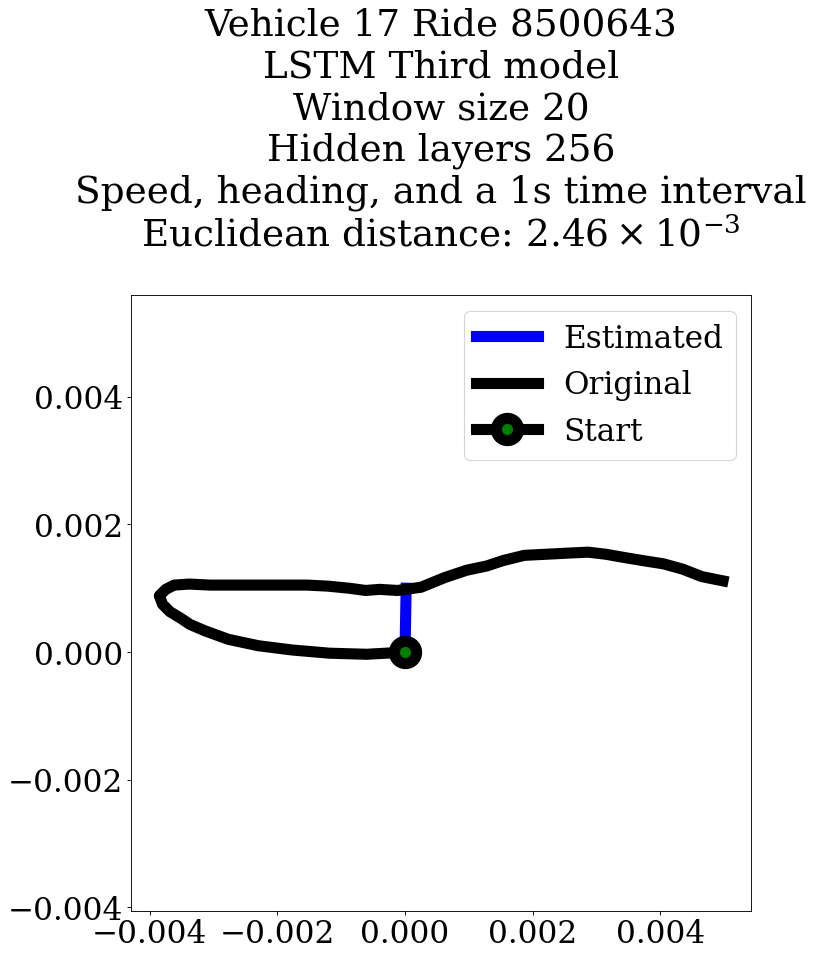 Vehicle 17 Ride 8500643
LSTM Third model
Window size 20
Hidden layers 256
Speed, heading, and a 1s time interval
Euclidean distance: 2.46 × 10⁻³
Estimated
Original
Start
0.004
0.002
0.000
−0.002
−0.004
−0.004 −0.002 0.000 0.002 0.004